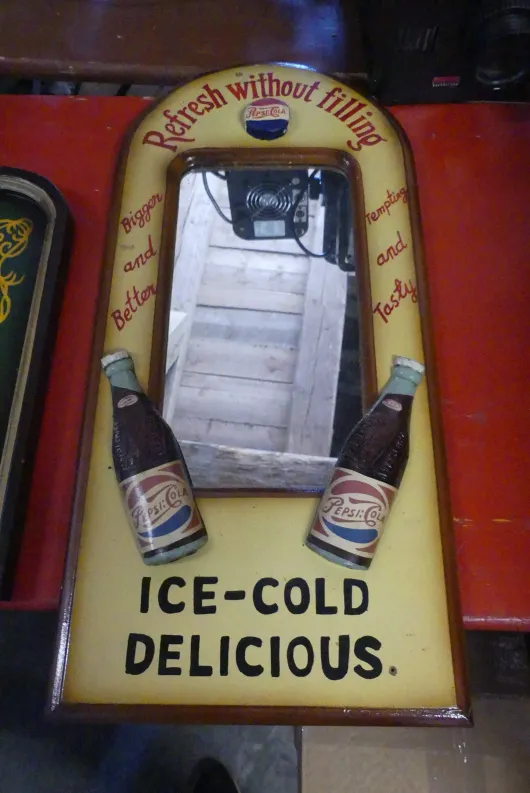 Refresh without filling
PEPSI-COLA
Bigger
and
Better
Tempting
and
Tasty
PEPSI:COLA
PEPSI:COLA
ICE-COLD
DELICIOUS.